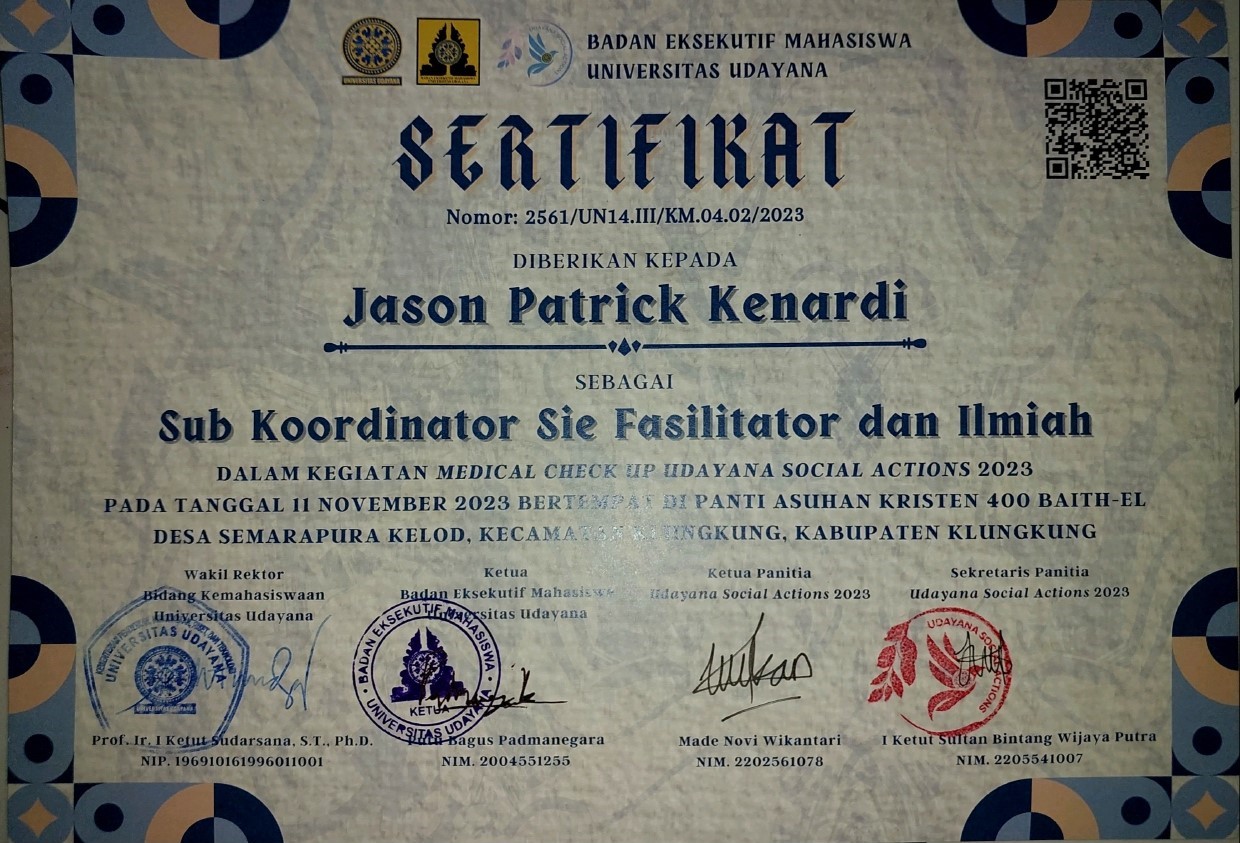 BADAN EKSEKUTIF MAHASISWA
UNIVERSITAS UDAYANA
SERTIFIKAT
Nomor: 2561/UN14.III/KM.04.02/2023
DIBERIKAN KEPADA
Jason Patrick Kenardi
SEBAGAI
Sub Koordinator Sie Fasilitator dan Ilmiah
DALAM KEGIATAN MEDICAL CHECK UP UDAYANA SOCIAL ACTIONS 2023
PADA TANGGAL 11 NOVEMBER 2023 BERTEMPAT DI PANTI ASUHAN KRISTEN 400 BAITH-EL
DESA SEMARAPURA KELOD, KECAMATAN KLUNGKUNG, KABUPATEN KLUNGKUNG
Wakil Rektor
Bidang Kemahasiswaan
Universitas Udayana
UNIVERSITAS UDAYANA
UNIVERSITAS UDAYANA
Prof. Ir. I Ketut Sudarsana, S.T., Ph.D.
NIP. 196910161996011001
Ketua
Badan Eksekutif Mahasiswa
Universitas Udayana
BADAN EKSEKUTIF MAHASISWA
KETUA
UNIVERSITAS UDAYANA
Putu Bagus Padmanegara
NIM. 2004551255
Ketua Panitia
Udayana Social Actions 2023
Made Novi Wikantari
NIM. 2202561078
Sekretaris Panitia
Udayana Social Actions 2023
UDAYANA SOCIAL ACTIONS
I Ketut Sultan Bintang Wijaya Putra
NIM. 2205541007